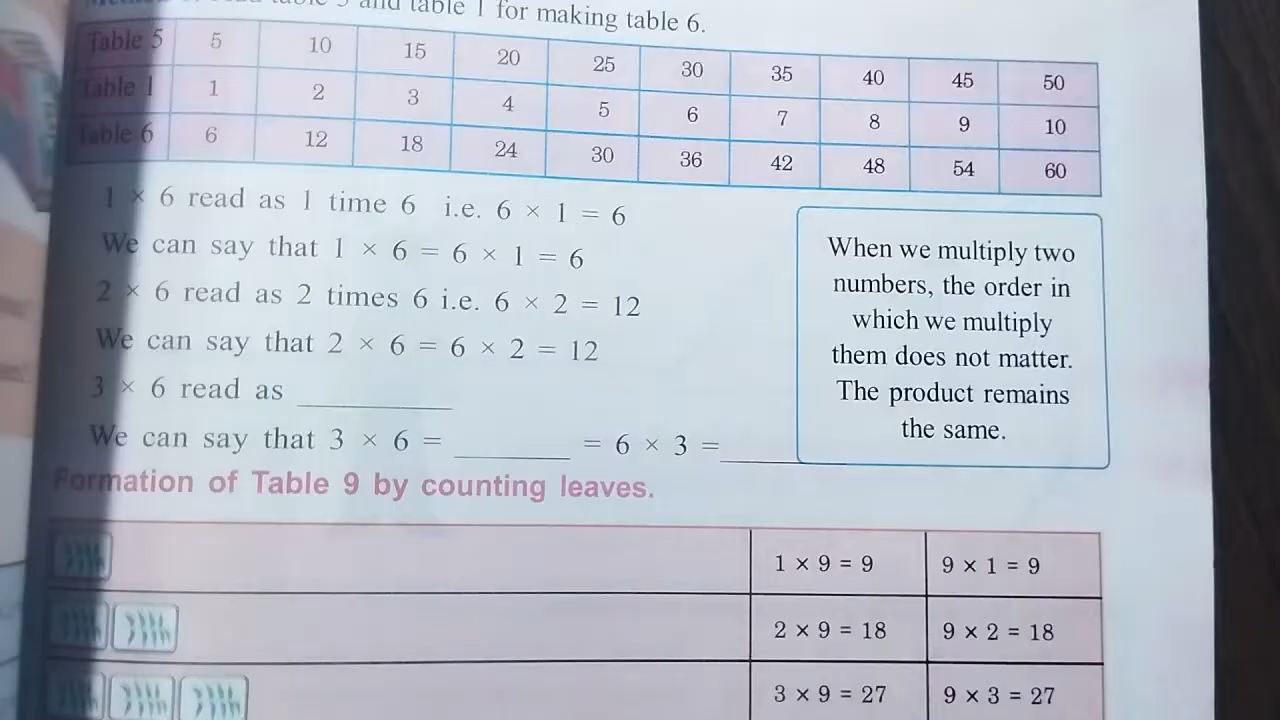 table 5 and table 1 for making table 6.
Table 5 5 10 15 20 25 30 35 40 45 50
Table 1 1 2 3 4 5 6 7 8 9 10
Table 6 6 12 18 24 30 36 42 48 54 60
1 × 6 read as 1 time 6 i.e. 6 × 1 = 6
We can say that 1 × 6 = 6 × 1 = 6
2 × 6 read as 2 times 6 i.e. 6 × 2 = 12
We can say that 2 × 6 = 6 × 2 = 12
3 × 6 read as ________
We can say that 3 × 6 = ________ = 6 × 3 = ________
When we multiply two
numbers, the order in
which we multiply
them does not matter.
The product remains
the same.
Formation of Table 9 by counting leaves.
1 × 9 = 9 9 × 1 = 9
2 × 9 = 18 9 × 2 = 18
3 × 9 = 27 9 × 3 = 27